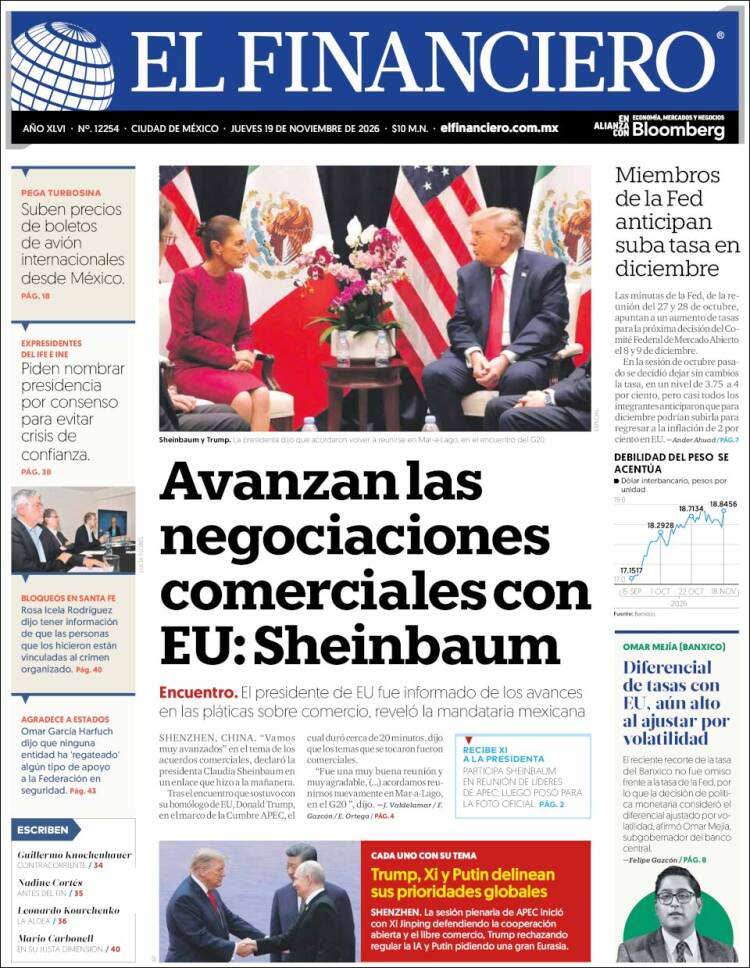 EL FINANCIERO®
AÑO XLVI · Nº. 12254 · CIUDAD DE MÉXICO · JUEVES 19 DE NOVIEMBRE DE 2026 · $10 M.N. · elfinanciero.com.mx
EN ALIANZA CON
ECONOMÍA, MERCADOS Y NEGOCIOS
Bloomberg
PEGA TURBOSINA
Suben precios
de boletos
de avión
internacionales
desde México.
PÁG. 18
EXPRESIDENTES
DEL IFE E INE
Piden nombrar
presidencia
por consenso
para evitar
crisis de
confianza.
PÁG. 38
BLOQUEOS EN SANTA FE
Rosa Icela Rodríguez
dijo tener información
de que las personas
que los hicieron están
vinculadas al crimen
organizado. Pág. 40
AGRADECE A ESTADOS
Omar García Harfuch
dijo que ninguna
entidad ha 'regateado'
algún tipo de apoyo
a la Federación en
seguridad. Pág. 43
ESCRIBEN
Guillermo Knochenhauer
CONTRACORRIENTE / 34
Nadine Cortés
ANTES DEL FIN / 35
Leonardo Kourchenko
LA ALDEA / 36
Mario Carbonell
EN SU JUSTA DIMENSIÓN / 40
Sheinbaum y Trump. La presidenta dijo que acordaron volver a reunirse en Mar-a-Lago, en el encuentro del G20.
Avanzan las
negociaciones
comerciales con
EU: Sheinbaum
Encuentro. El presidente de EU fue informado de los avances
en las pláticas sobre comercio, reveló la mandataria mexicana
SHENZHEN, CHINA. "Vamos
muy avanzados" en el tema de los
acuerdos comerciales, declaró la
presidenta Claudia Sheinbaum en
un enlace que hizo a la mañanera.
Tras el encuentro que sostuvo con
su homólogo de EU, Donald Trump,
en el marco de la Cumbre APEC, el
cual duró cerca de 20 minutos, dijo
que los temas que se tocaron fueron
comerciales.
"Fue una muy buena reunión y
muy agradable, (...) acordamos reu-
nirnos nuevamente en Mar-a-Lago,
en el G20", dijo. —J. Valdelamar / F.
Gazcón / E. Ortega / PÁG. 4
RECIBE XI
A LA PRESIDENTA
PARTICIPA SHEINBAUM
EN REUNIÓN DE LÍDERES
DE APEC; LUEGO POSÓ PARA
LA FOTO OFICIAL. PÁG. 2
CADA UNO CON SU TEMA
Trump, Xi y Putin delinean
sus prioridades globales
SHENZHEN. La sesión plenaria de APEC inició
con Xi Jinping defendiendo la cooperación
abierta y el libre comercio, Trump rechazando
regular la IA y Putin pidiendo una gran Eurasia.
Miembros
de la Fed
anticipan
suba tasa en
diciembre
Las minutas de la Fed, de la re-
unión del 27 y 28 de octubre,
apuntan a un aumento de tasas
para la próxima decisión del Co-
mité Federal de Mercado Abierto
el 8 y 9 de diciembre.
En la sesión de octubre pasa-
do se decidió dejar sin cambios
la tasa, en un nivel de 3.75 a 4
por ciento, pero casi todos los
integrantes anticiparon que para
diciembre podrían subirla para
regresar a la inflación de 2 por
ciento en EU. —Ander Ahuad / PÁG. 7
DEBILIDAD DEL PESO SE
ACENTÚA
Dólar interbancario, pesos por
unidad
19.0
18.8456
18.7134
18.2928
17.1517
17.0
15 SEP 1 OCT 22 OCT 18 NOV
2026
Fuente: Banxico.
OMAR MEJÍA (BANXICO)
Diferencial
de tasas con
EU, aún alto
al ajustar por
volatilidad
El reciente recorte de la tasa
del Banxico no fue omiso
frente a la tasa de la Fed, por
lo que la decisión de política
monetaria consideró el
diferencial ajustado por vo-
latilidad, afirmó Omar Mejía,
subgobernador del banco
central.
—Felipe Gazcón / PÁG. 8